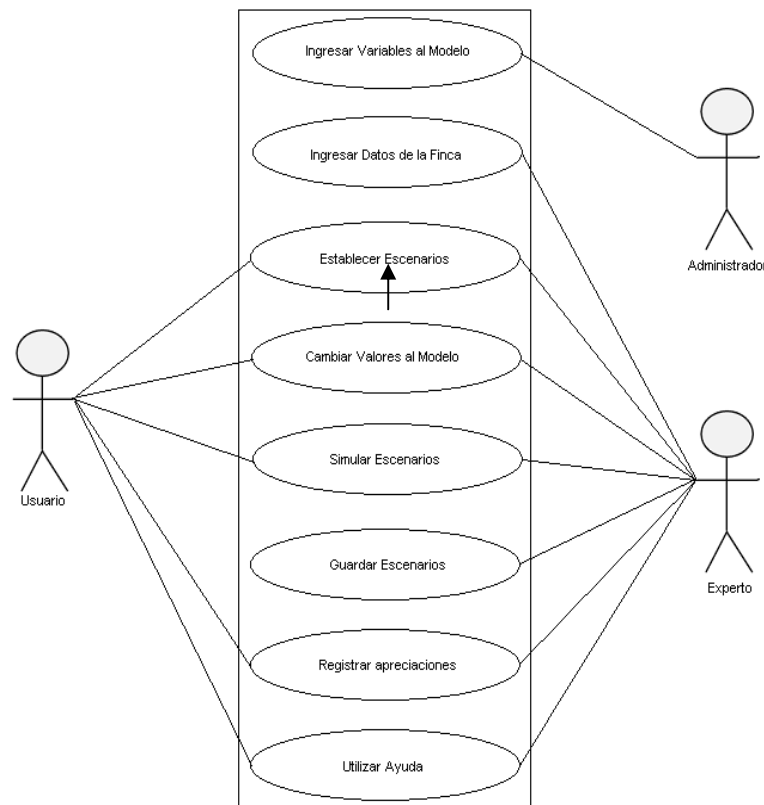 Ingresar Variables al Modelo
Ingresar Datos de la Finca
Establecer Escenarios
Administrador
Cambiar Valores al Modelo
Simular Escenarios
Usuario
Guardar Escenarios
Experto
Registrar apreciaciones
Utilizar Ayuda